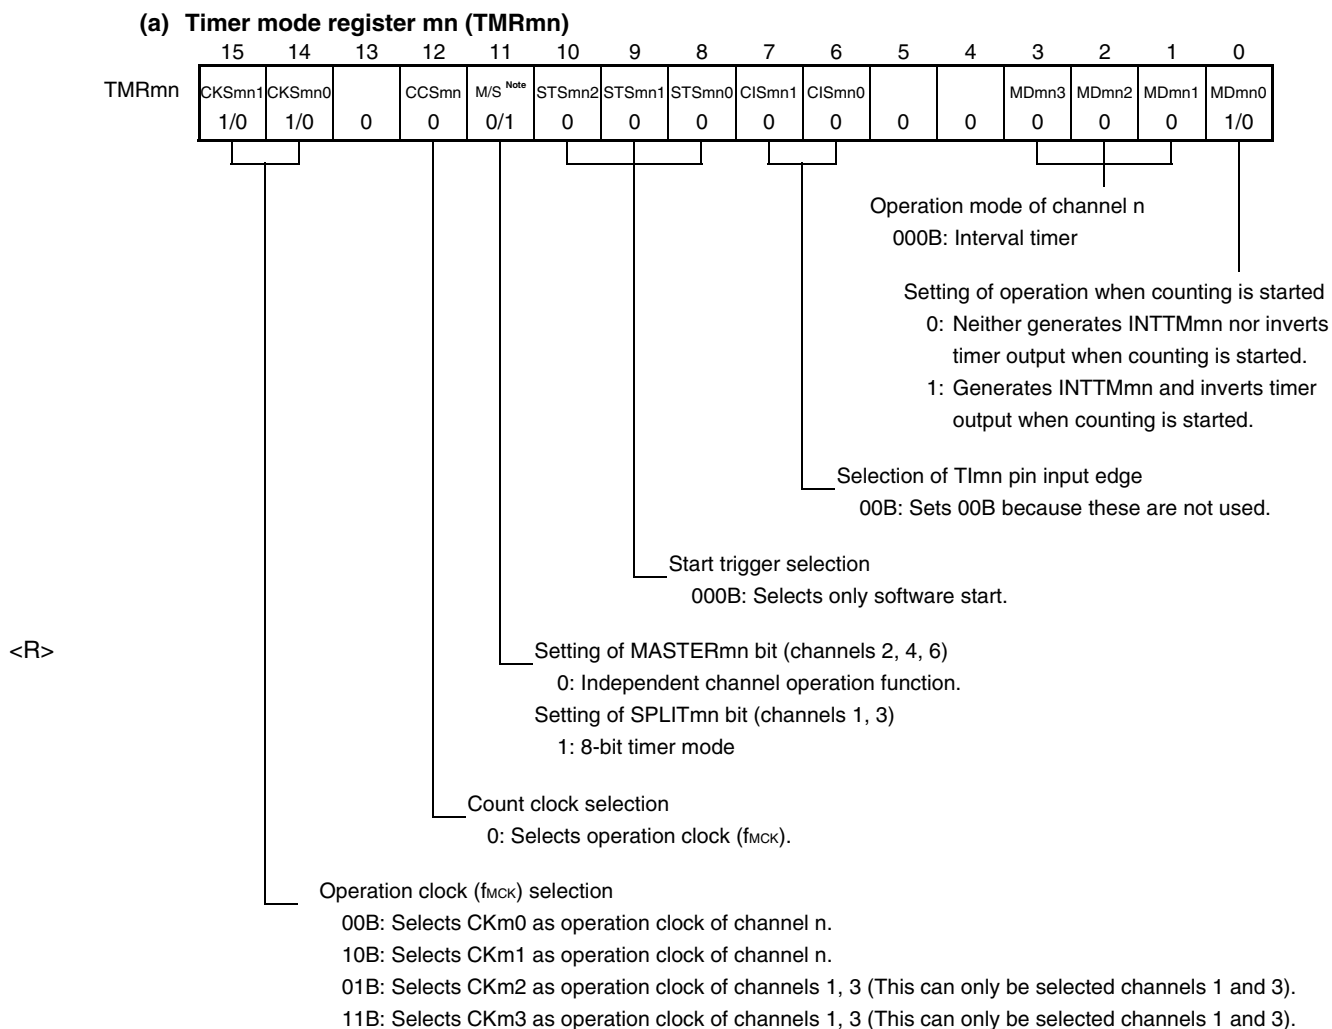 (a) Timer mode register mn (TMRmn)
15 14 13 12 11 10 9 8 7 6 5 4 3 2 1 0
TMRmn CKSmn1 CKSmn0 CCSmn M/S Note STSmn2 STSmn1 STSmn0 CISmn1 CISmn0 MDmn3 MDmn2 MDmn1 MDmn0
1/0 1/0 0 0 0/1 0 0 0 0 0 0 0 0 0 0 1/0
Operation mode of channel n
000B: Interval timer
Setting of operation when counting is started
0: Neither generates INTTMmn nor inverts
timer output when counting is started.
1: Generates INTTMmn and inverts timer
output when counting is started.
Selection of TImn pin input edge
00B: Sets 00B because these are not used.
Start trigger selection
000B: Selects only software start.
<R> Setting of MASTERmn bit (channels 2, 4, 6)
0: Independent channel operation function.
Setting of SPLITmn bit (channels 1, 3)
1: 8-bit timer mode
Count clock selection
0: Selects operation clock (fMCK).
Operation clock (fMCK) selection
00B: Selects CKm0 as operation clock of channel n.
10B: Selects CKm1 as operation clock of channel n.
01B: Selects CKm2 as operation clock of channels 1, 3 (This can only be selected channels 1 and 3).
11B: Selects CKm3 as operation clock of channels 1, 3 (This can only be selected channels 1 and 3).